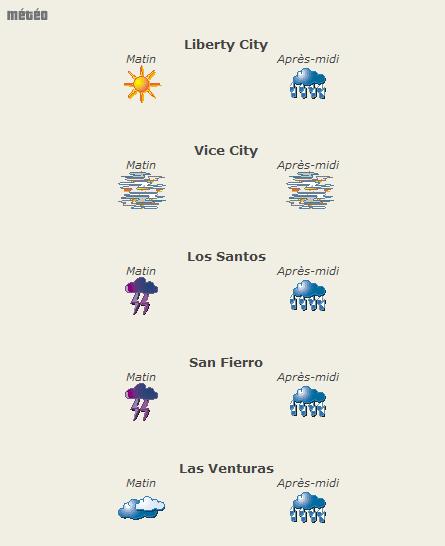 météo
Liberty City
Matin Après-midi
Vice City
Matin Après-midi
Los Santos
Matin Après-midi
San Fierro
Matin Après-midi
Las Venturas
Matin Après-midi